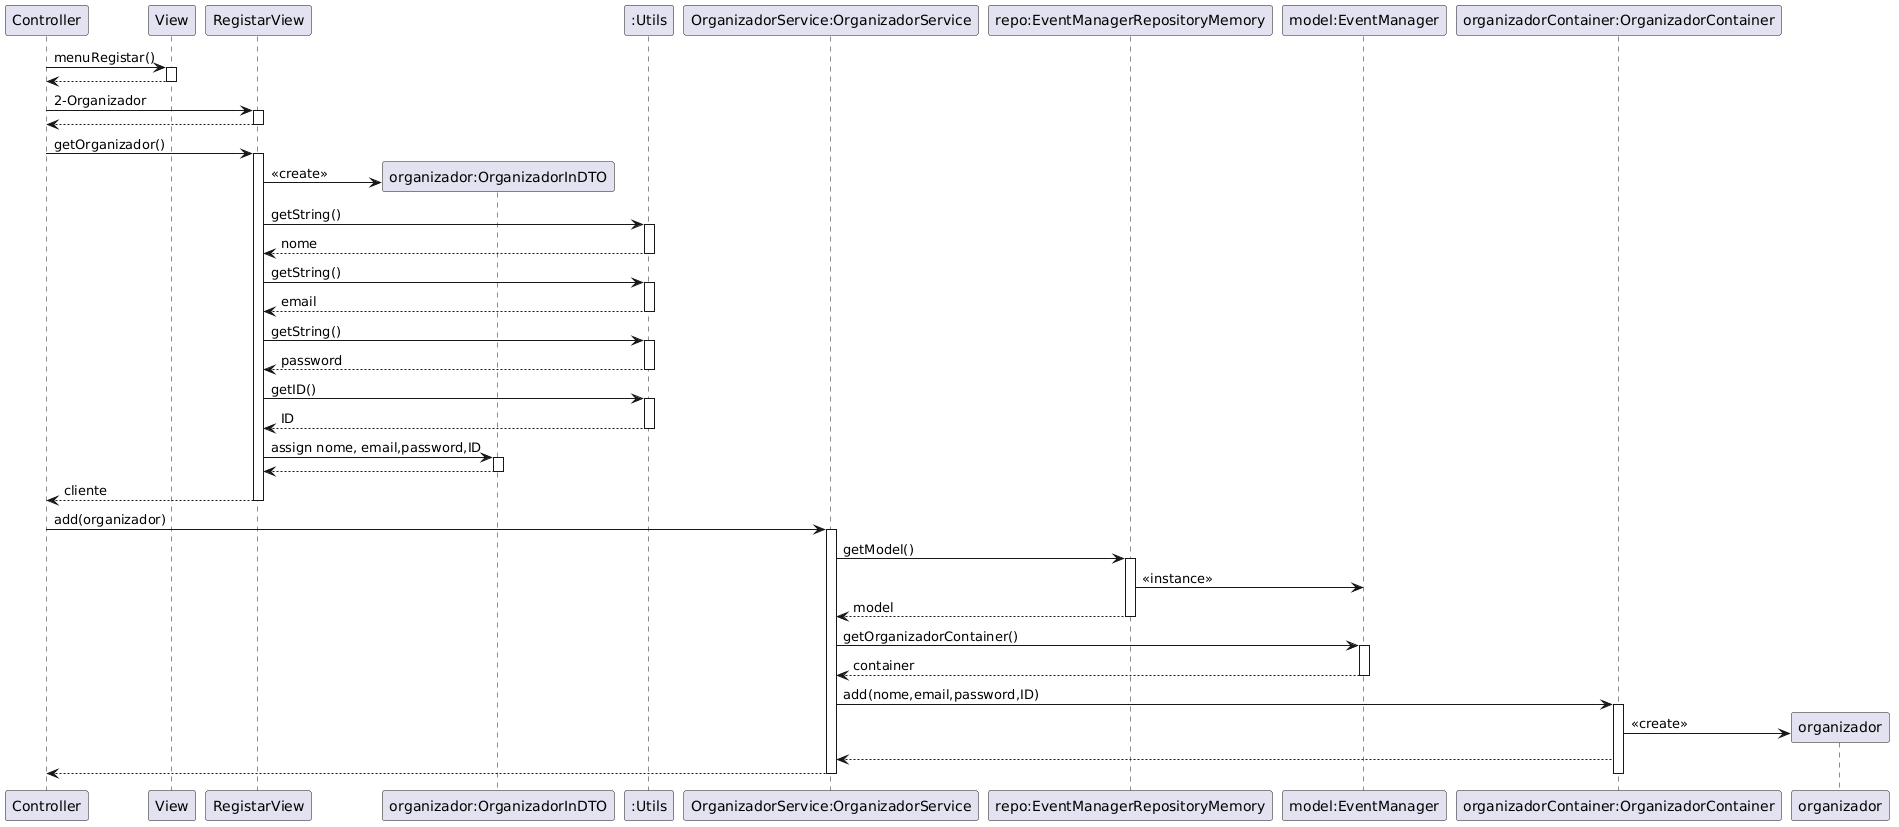 Controller
View
RegistarView
:Utils
OrganizadorService:OrganizadorService
repo:EventManagerRepositoryMemory
model:EventManager
organizadorContainer:OrganizadorContainer
menuRegistar()
2-Organizador
getOrganizador()
«create»
organizador:OrganizadorInDTO
getString()
nome
getString()
email
getString()
password
getID()
ID
assign nome, email,password,ID
cliente
add(organizador)
getModel()
«instance»
model
getOrganizadorContainer()
container
add(nome,email,password,ID)
«create»
organizador
Controller
View
RegistarView
organizador:OrganizadorInDTO
:Utils
OrganizadorService:OrganizadorService
repo:EventManagerRepositoryMemory
model:EventManager
organizadorContainer:OrganizadorContainer
organizador